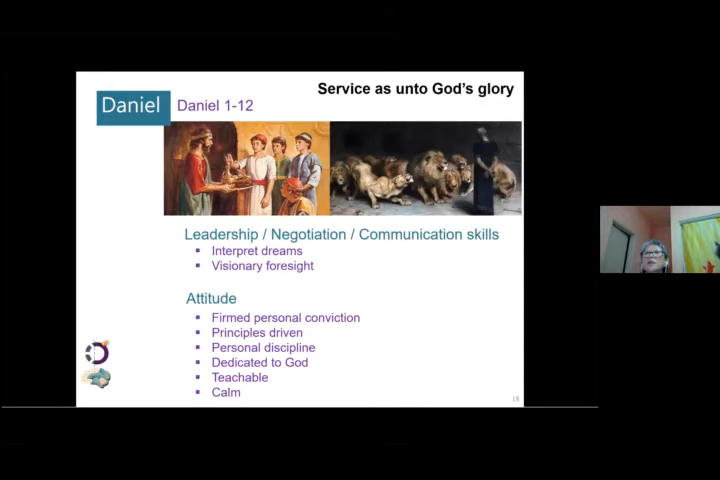 Service as unto God's glory
Daniel
Daniel 1-12
Leadership / Negotiation / Communication skills
▪ Interpret dreams
▪ Visionary foresight
Attitude
▪ Firmed personal conviction
▪ Principles driven
▪ Personal discipline
▪ Dedicated to God
▪ Teachable
▪ Calm
18